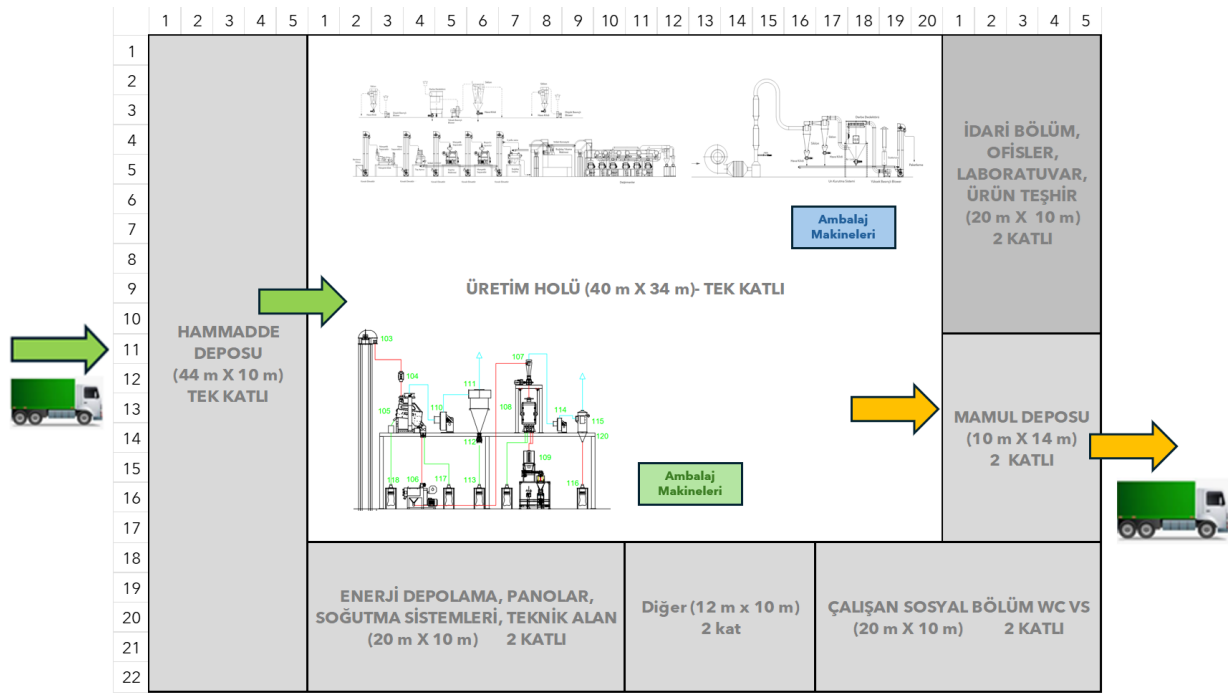 1 2 3 4 5 1 2 3 4 5 6 7 8 9 10 11 12 13 14 15 16 17 18 19 20 1 2 3 4 5
1
2
3
4
5
6
7
8
9
10
11
12
13
14
15
16
17
18
19
20
21
22
HAMMADDE
DEPOSU
(44 m X 10 m)
TEK KATLI
Ambalaj
Makineleri
ÜRETİM HOLÜ (40 m X 34 m)- TEK KATLI
103
104
105
110
111
112
107
108
114
115
120
109
118
106
117
113
116
Ambalaj
Makineleri
İDARİ BÖLÜM,
OFİSLER,
LABORATUVAR,
ÜRÜN TEŞHİR
(20 m X 10 m)
2 KATLI
MAMUL DEPOSU
(10 m X 14 m)
2 KATLI
ENERJİ DEPOLAMA, PANOLAR,
SOĞUTMA SİSTEMLERİ, TEKNİK ALAN
(20 m X 10 m) 2 KATLI
Diğer (12 m x 10 m)
2 kat
ÇALIŞAN SOSYAL BÖLÜM WC VS
(20 m X 10 m) 2 KATLI